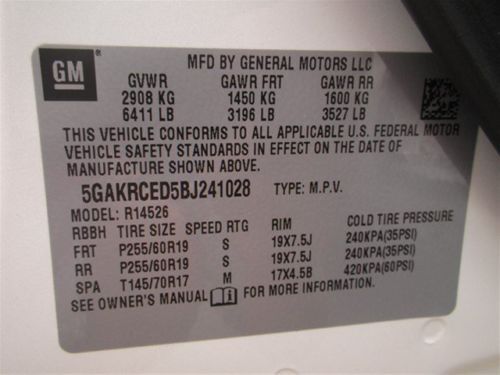 GM
MFD BY GENERAL MOTORS LLC
GVWR GAWR FRT GAWR RR
2908 KG 1450 KG 1600 KG
6411 LB 3196 LB 3527 LB
THIS VEHICLE CONFORMS TO ALL APPLICABLE U.S. FEDERAL MOTOR
VEHICLE SAFETY STANDARDS IN EFFECT ON THE DATE OF
MANUFACTURE SHOWN ABOVE.
5GAKRCED5BJ241028 TYPE: M.P.V.
MODEL: R14526
RBBH TIRE SIZE SPEED RTG RIM COLD TIRE PRESSURE
FRT P255/60R19 S 19X7.5J 240KPA(35PSI)
RR P255/60R19 S 19X7.5J 240KPA(35PSI)
SPA T145/70R17 M 17X4.5B 420KPA(60PSI)
SEE OWNER'S MANUAL FOR MORE INFORMATION.